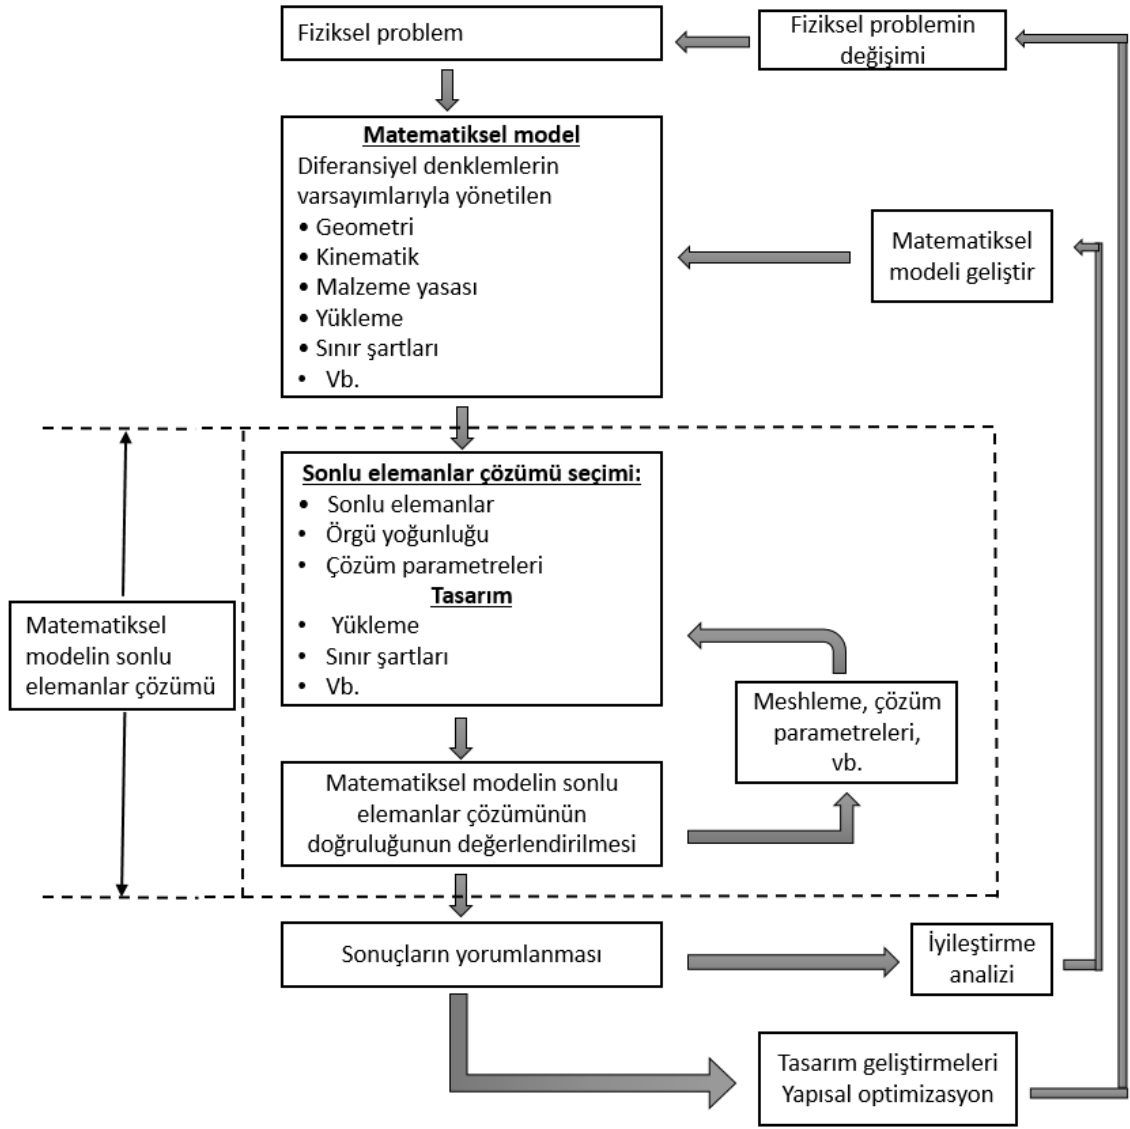 Fiziksel problem
Fiziksel problemin
değişimi
Matematiksel model
Diferansiyel denklemlerin
varsayımlarıyla yönetilen
• Geometri
• Kinematik
• Malzeme yasası
• Yükleme
• Sınır şartları
• Vb.
Matematiksel
modeli geliştir
Sonlu elemanlar çözümü seçimi:
• Sonlu elemanlar
• Örgü yoğunluğu
• Çözüm parametreleri
Tasarım
• Yükleme
• Sınır şartları
• Vb.
Matematiksel
modelin sonlu
elemanlar çözümü
Meshleme, çözüm
parametreleri,
vb.
Matematiksel modelin sonlu
elemanlar çözümünün
doğruluğunun değerlendirilmesi
Sonuçların yorumlanması
İyileştirme
analizi
Tasarım geliştirmeleri
Yapısal optimizasyon